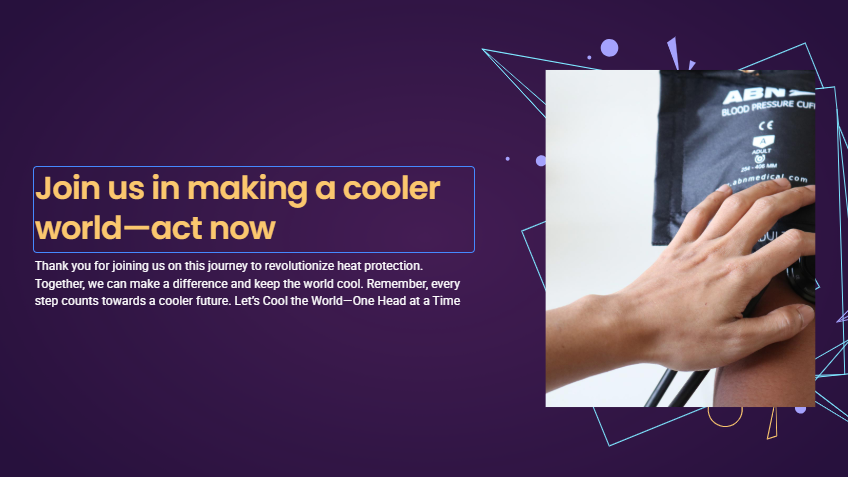 Join us in making a cooler
world—act now
Thank you for joining us on this journey to revolutionize heat protection.
Together, we can make a difference and keep the world cool. Remember, every
step counts towards a cooler future. Let's Cool the World—One Head at a Time
ABN
BLOOD PRESSURE CUFF
CE
A
ADULT
abnmedical.com